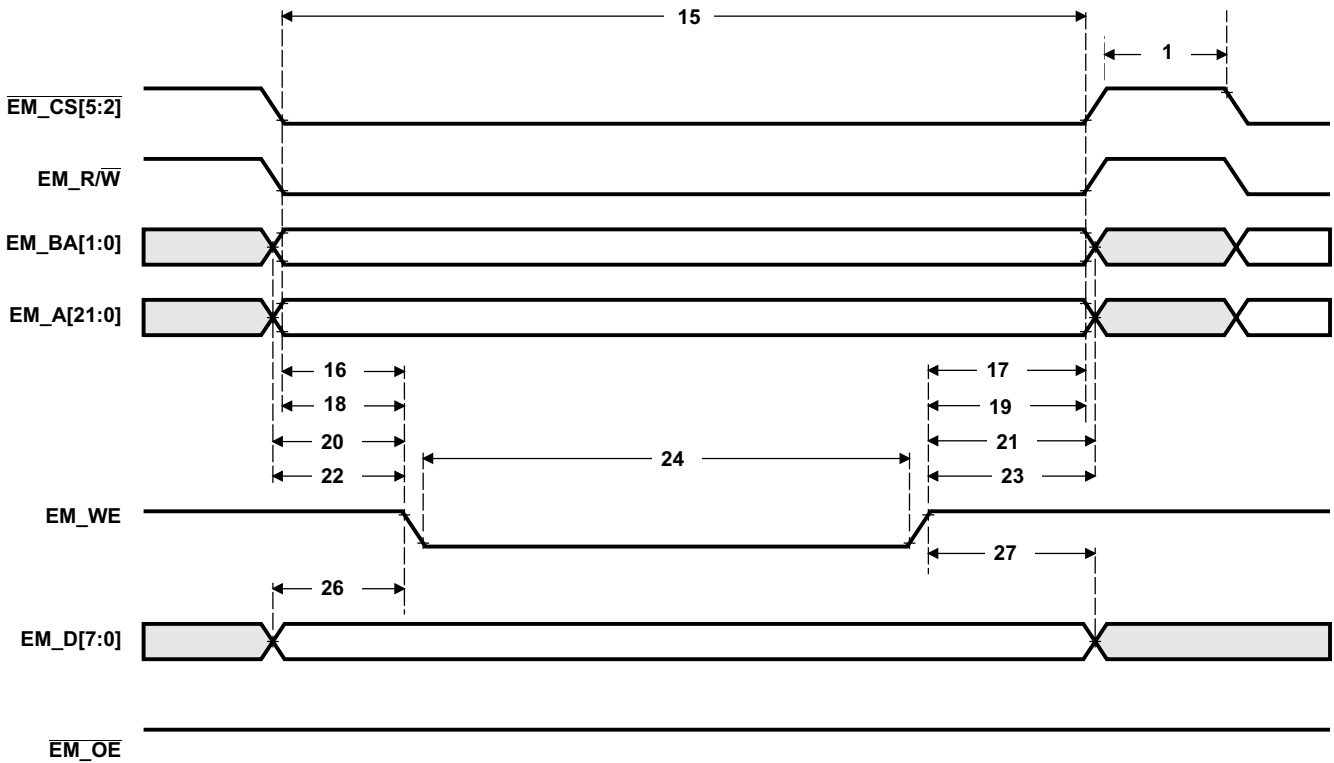 15
1
EM_CS[5:2]
EM_R/W
EM_BA[1:0]
EM_A[21:0]
16
17
18
19
20
21
22
24
23
EM_WE
27
26
EM_D[7:0]
EM_OE